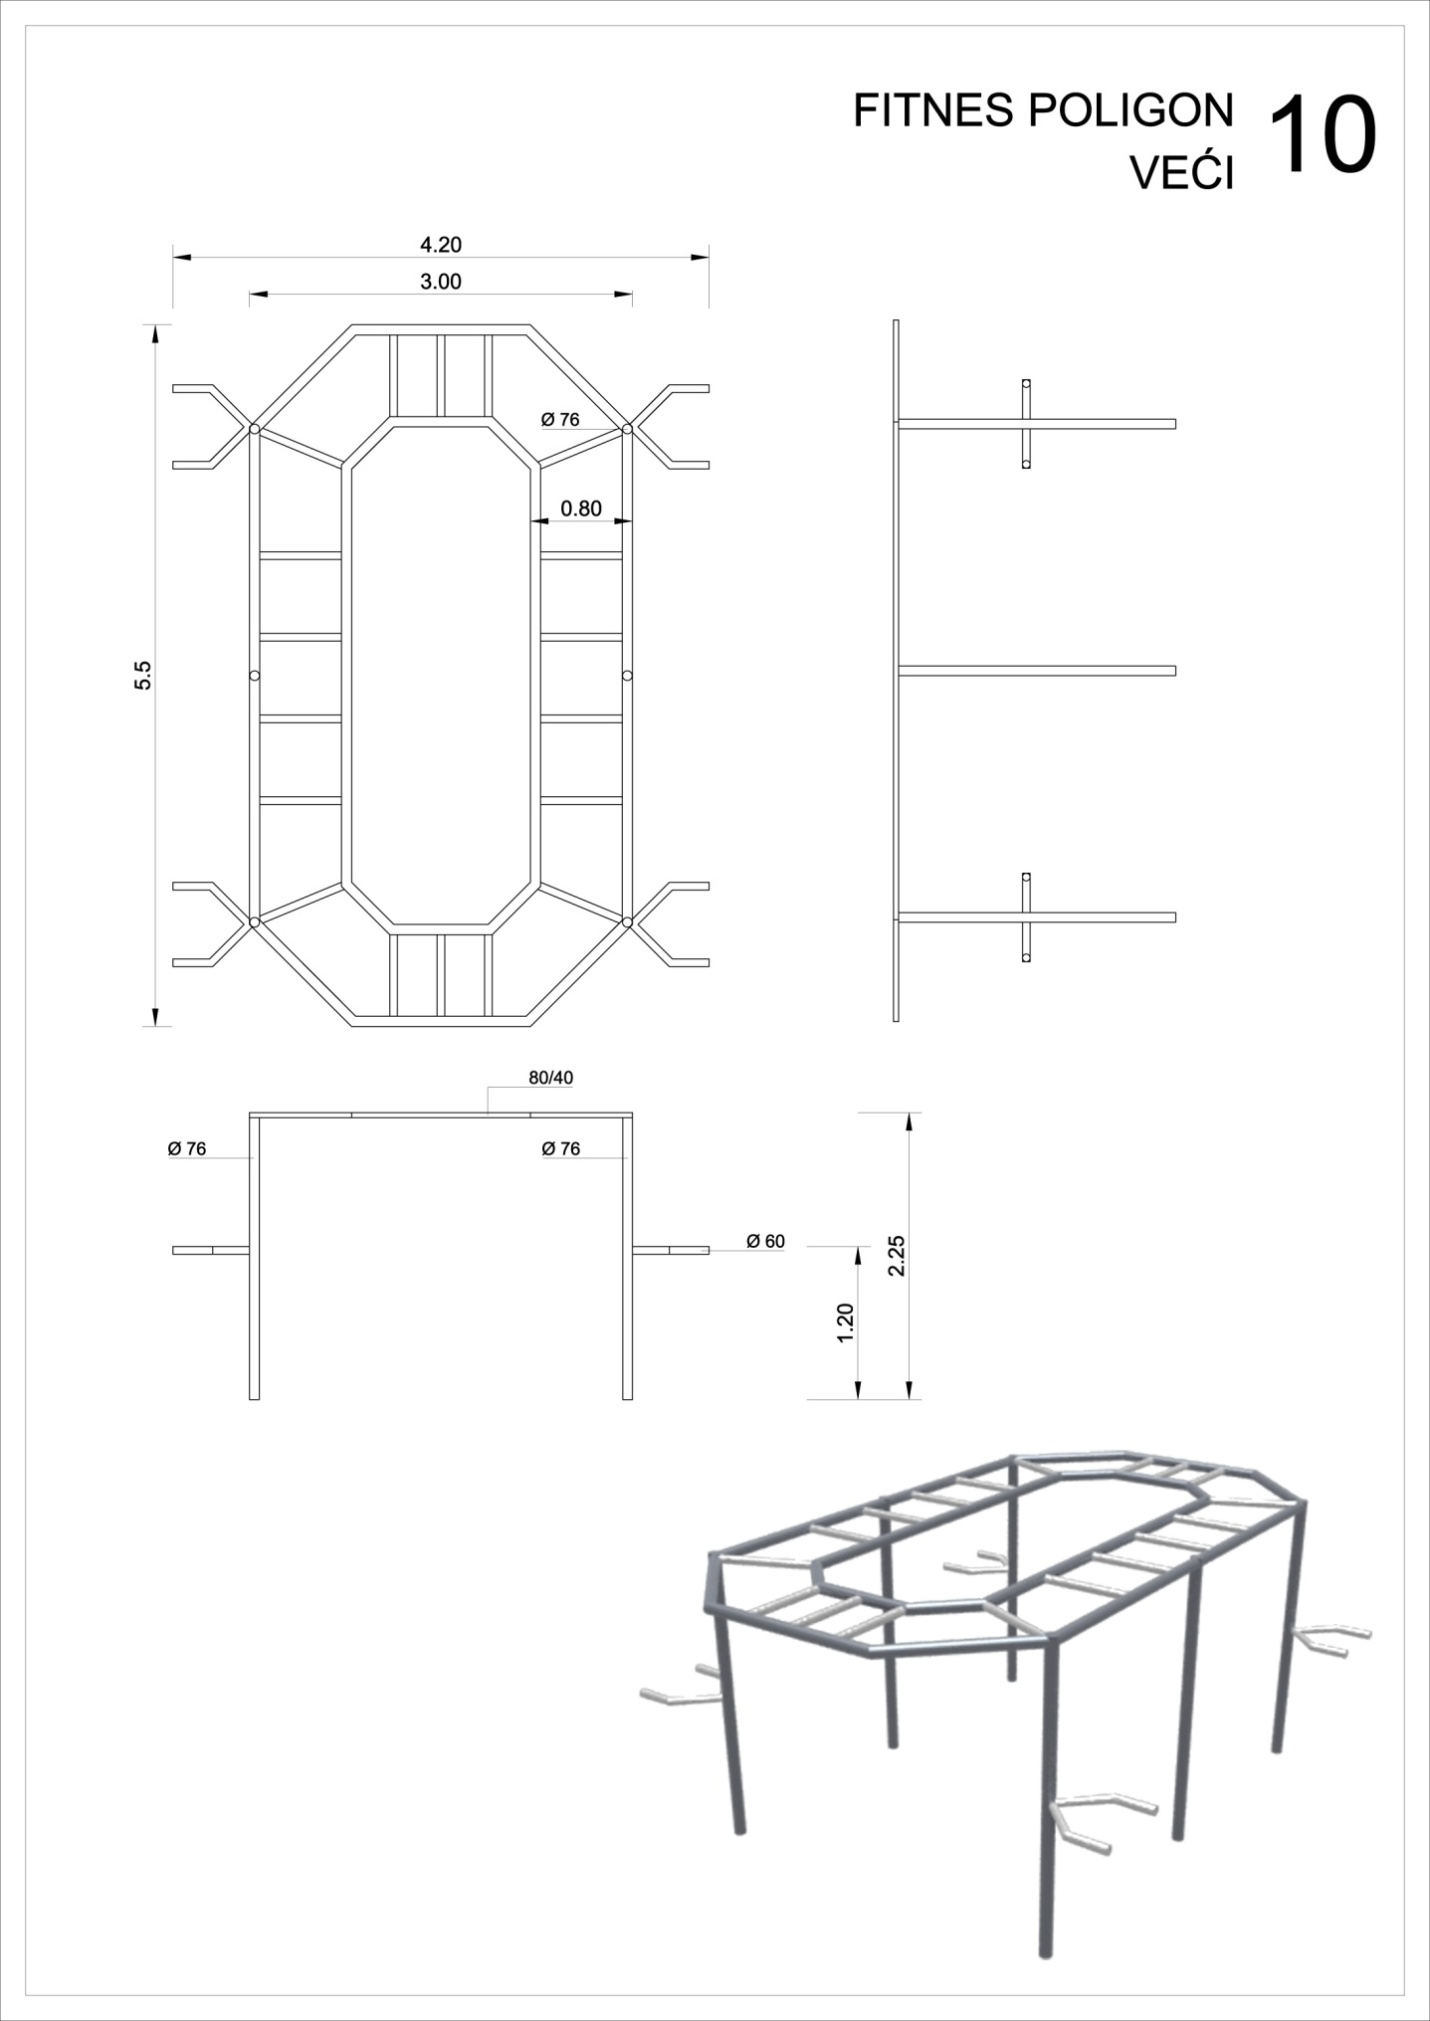 FITNES POLIGON
VEĆI
10
4.20
3.00
Ø 76
0.80
5.5
80/40
Ø 76
Ø 76
Ø 60
2.25
1.20